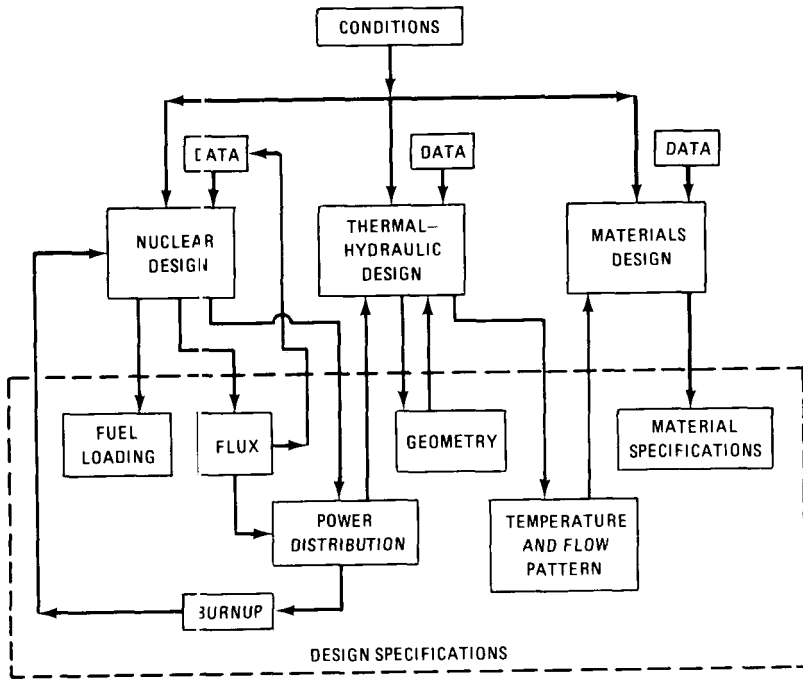 CONDITIONS
DATA
DATA
DATA
NUCLEAR
DESIGN
THERMAL–
HYDRAULIC
DESIGN
MATERIALS
DESIGN
FUEL
LOADING
FLUX
GEOMETRY
MATERIAL
SPECIFICATIONS
POWER
DISTRIBUTION
TEMPERATURE
AND FLOW
PATTERN
BURNUP
DESIGN SPECIFICATIONS